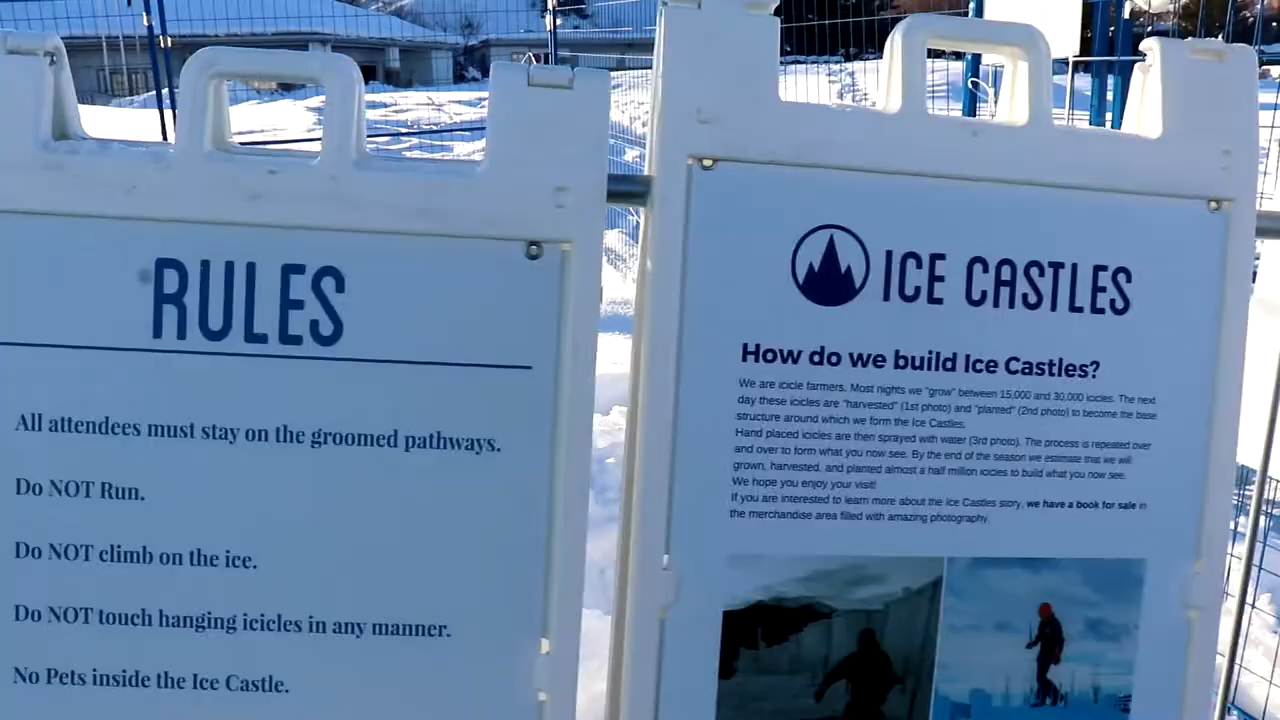 RULES
All attendees must stay on the groomed pathways.
Do NOT Run.
Do NOT climb on the ice.
Do NOT touch hanging icicles in any manner.
No Pets inside the Ice Castle.
ICE CASTLES
How do we build Ice Castles?
We are icicle farmers. Most nights we "grow" between 15,000 and 30,000 icicles. The next
day these icicles are "harvested" (1st photo) and "planted" (2nd photo) to become the base
structure around which we form the Ice Castles.
Hand placed icicles are then sprayed with water (3rd photo). The process is repeated over
and over to form what you now see. By the end of the season we estimate that we will
grown, harvested, and planted almost a half million icicles to build what you now see.
We hope you enjoy your visit!
If you are interested to learn more about the Ice Castles story, we have a book for sale in
the merchandise area filled with amazing photography.